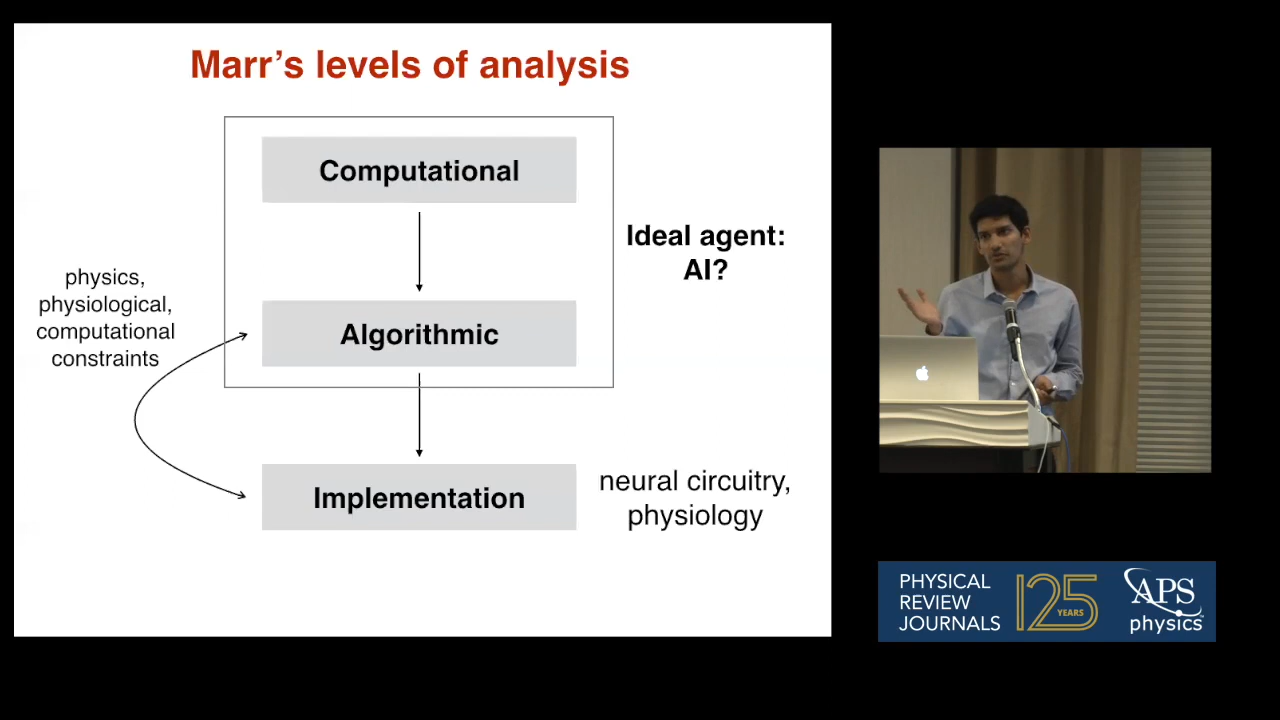 Marr's levels of analysis
Computational
Ideal agent:
AI?
physics,
physiological,
computational
constraints
Algorithmic
Implementation
neural circuitry,
physiology
PHYSICAL
REVIEW
JOURNALS
125
YEARS
APS
physics